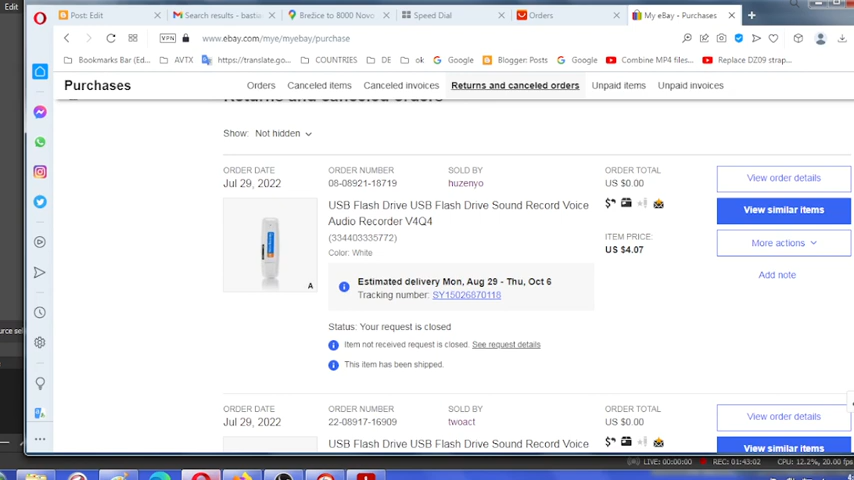 Edit
Post: Edit
Search results - bastia
Brežice to 8000 Novo
Speed Dial
Orders
My eBay - Purchases
VPN
www.ebay.com/mye/myebay/purchase
Bookmarks Bar (Ed...
AVTX
https://translate.go...
COUNTRIES
DE
ok
Google
Blogger: Posts
Google
Combine MP4 files...
Replace DZ09 strap...
Purchases
Orders
Canceled items
Canceled invoices
Returns and canceled orders
Unpaid items
Unpaid invoices
Returns and canceled orders
Show: Not hidden
ORDER DATE
Jul 29, 2022
ORDER NUMBER
08-08921-18719
SOLD BY
huzenyo
ORDER TOTAL
US $0.00
View order details
View similar items
More actions
Add note
USB Flash Drive USB Flash Drive Sound Record Voice
Audio Recorder V4Q4
(334403335772)
Color: White
ITEM PRICE:
US $4.07
A
Estimated delivery Mon, Aug 29 - Thu, Oct 6
Tracking number: SY15026870118
Status: Your request is closed
Item not received request is closed. See request details
This item has been shipped.
ource sel
ORDER DATE
Jul 29, 2022
ORDER NUMBER
22-08917-16909
SOLD BY
twoact
ORDER TOTAL
US $0.00
View order details
View similar items
USB Flash Drive USB Flash Drive Sound Record Voice
LIVE: 00:00:00
REC: 01:43:02
CPU: 12.2%, 20.00 fps